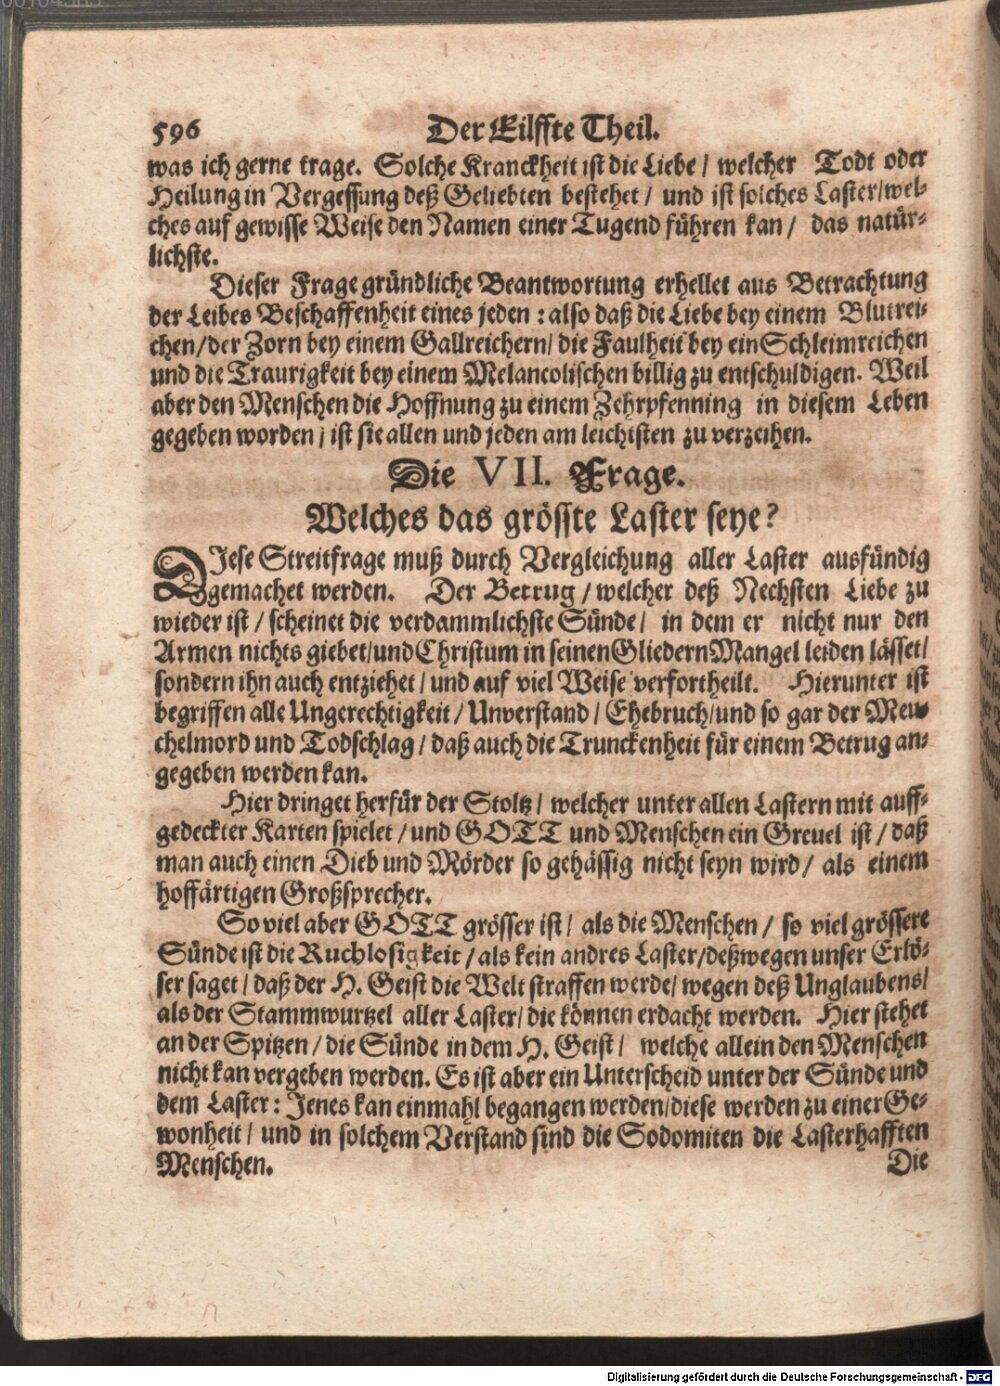 596 Der Eilffte Theil.
was ich gerne trage. Solche Kranckheit ist die Liebe / welcher Todt oder
Heilung in Vergessung deß Geliebten bestehet / und ist solches Laster / wel-
ches auf gewisse Weise den Namen einer Tugend führen kan / das natür-
lichste.
Dieser Frage gründliche Beantwortung erhellet aus Betrachtung
der Leibes Beschaffenheit eines jeden : also daß die Liebe bey einem Blutrei-
chen / der Zorn bey einem Gallreichern / die Faulheit bey ein Schleimreichen
und die Traurigkeit bey einem Melancolischen billig zu entschuldigen. Weil
aber den Menschen die Hoffnung zu einem Zehrpfenning in diesem Leben
gegeben worden ; ist sie allen und jeden am leichtsten zu verzeihen.
Die VII. Frage.
Welches das grösste Laster seye?
DIese Streitfrage muß durch Vergleichung aller Laster ausfündig
gemachet werden. Der Betrug / welcher deß Nechsten Liebe zu
wieder ist / scheinet die verdammlichste Sünde / in dem er nicht nur den
Armen nichts giebet / und Christum in seinen Gliedern Mangel leiden lässet /
sondern ihn auch entziehet / und auf viel Weise verfortheilt. Hierunter ist
begriffen alle Ungerechtigkeit / Unverstand / Ehebruch / und so gar der Meu-
chelmord und Todschlag / daß auch die Trunckenheit für einem Betrug an-
gegeben werden kan.
Hier dringet herfür der Stoltz / welcher unter allen Lastern mit auff-
gedeckter Karten spielet / und GOTT und Menschen ein Greuel ist / daß
man auch einen Dieb und Mörder so gehässig nicht seyn wird / als einem
hoffärtigen Großsprecher.
So viel aber GOTT grösser ist / als die Menschen / so viel grössere
Sünde ist die Ruchlosigkeit / als kein andres Laster / deßwegen unser Erlö-
ser saget / daß der H. Geist die Welt straffen werde / wegen deß Unglaubens /
als der Stammwurtzel aller Laster / die können erdacht werden. Hier stehet
an der Spitzen / die Sünde in dem H. Geist / welche allein den Menschen
nicht kan vergeben werden. Es ist aber ein Unterscheid unter der Sünde und
dem Laster : Jenes kan einmahl begangen werden / diese werden zu einer Ge-
wonheit / und in solchem Verstand sind die Sodomiten die Lasterhafften
Menschen. Die
Digitalisierung gefördert durch die Deutsche Forschungsgemeinschaft - DFG